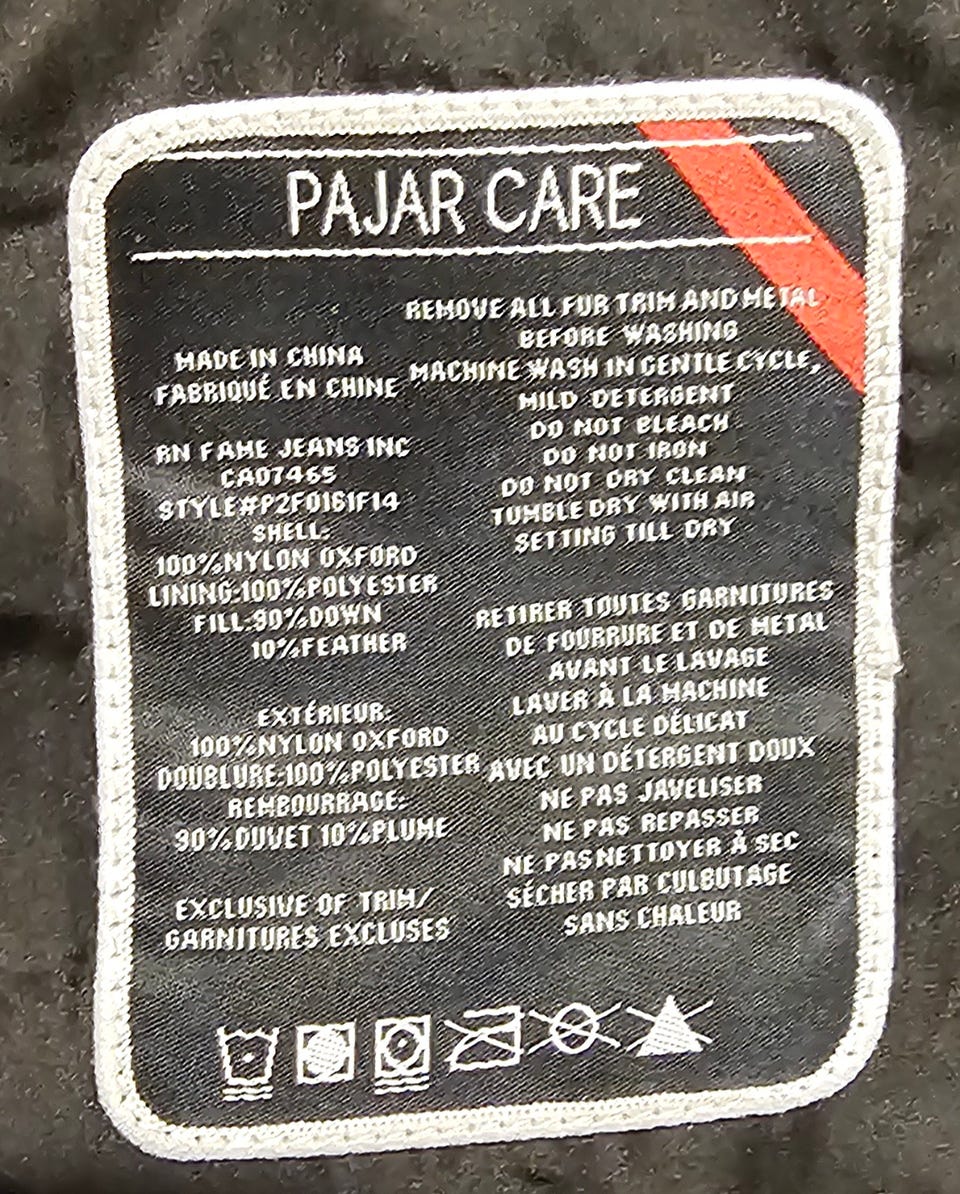 PAJAR CARE
MADE IN CHINA
FABRIQUÉ EN CHINE
RN FAME JEANS INC
CA07465
STYLE#P2F0161F14
SHELL:
100%NYLON OXFORD
LINING:100%POLYESTER
FILL:90%DOWN
10%FEATHER
EXTÉRIEUR:
100%NYLON OXFORD
DOUBLURE:100%POLYESTER
REMBOURRAGE:
90%DUVET 10%PLUME
EXCLUSIVE OF TRIM/
GARNITURES EXCLUSES
REMOVE ALL FUR TRIM AND METAL
BEFORE WASHING
MACHINE WASH IN GENTLE CYCLE,
MILD DETERGENT
DO NOT BLEACH
DO NOT IRON
DO NOT DRY CLEAN
TUMBLE DRY WITH AIR
SETTING TILL DRY
RETIRER TOUTES GARNITURES
DE FOURRURE ET DE METAL
AVANT LE LAVAGE
LAVER À LA MACHINE
AU CYCLE DÉLICAT
AVEC UN DÉTERGENT DOUX
NE PAS JAVELISER
NE PAS REPASSER
NE PAS NETTOYER À SEC
SÉCHER PAR CULBUTAGE
SANS CHALEUR